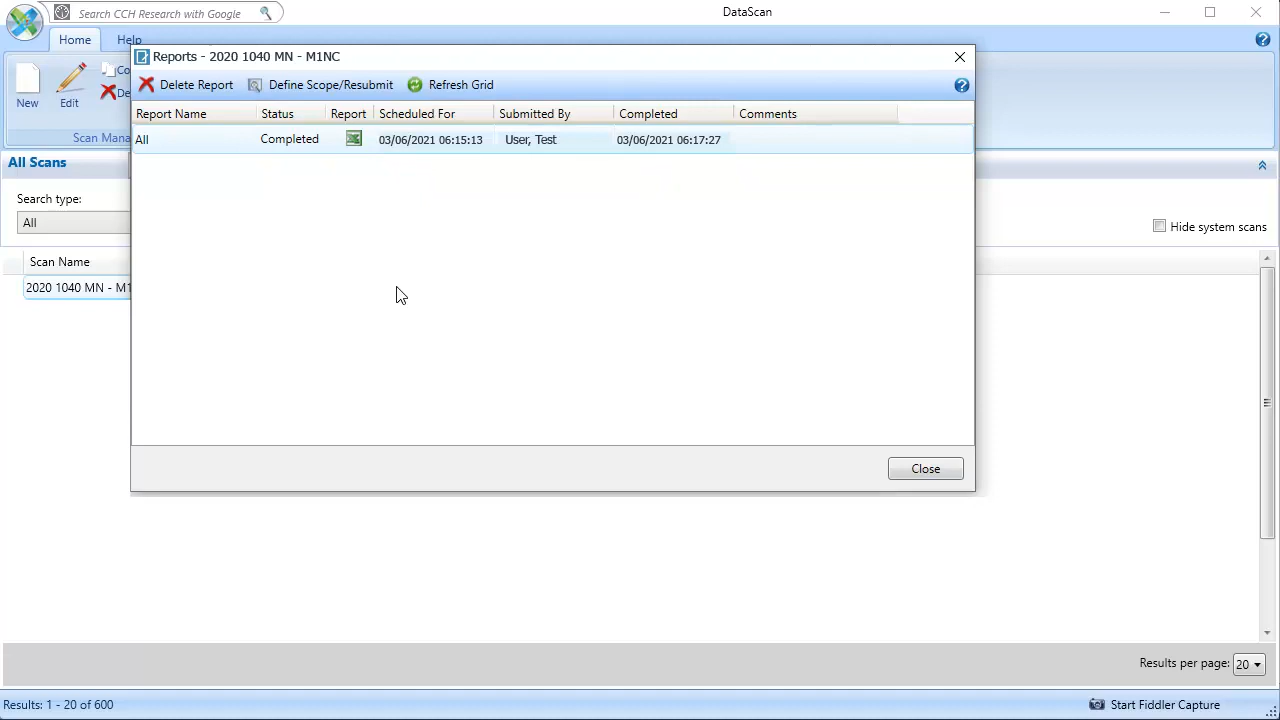 Search CCH Research with Google
DataScan
Home Help
New Edit Co
De
Scan Mana
Reports - 2020 1040 MN - M1NC
Delete Report Define Scope/Resubmit Refresh Grid
Report Name Status Report Scheduled For Submitted By Completed Comments
All Completed 03/06/2021 06:15:13 User, Test 03/06/2021 06:17:27
All Scans
Search type:
All
Hide system scans
Scan Name
2020 1040 MN - M1
Close
Results per page: 20
Results: 1 - 20 of 600
Start Fiddler Capture